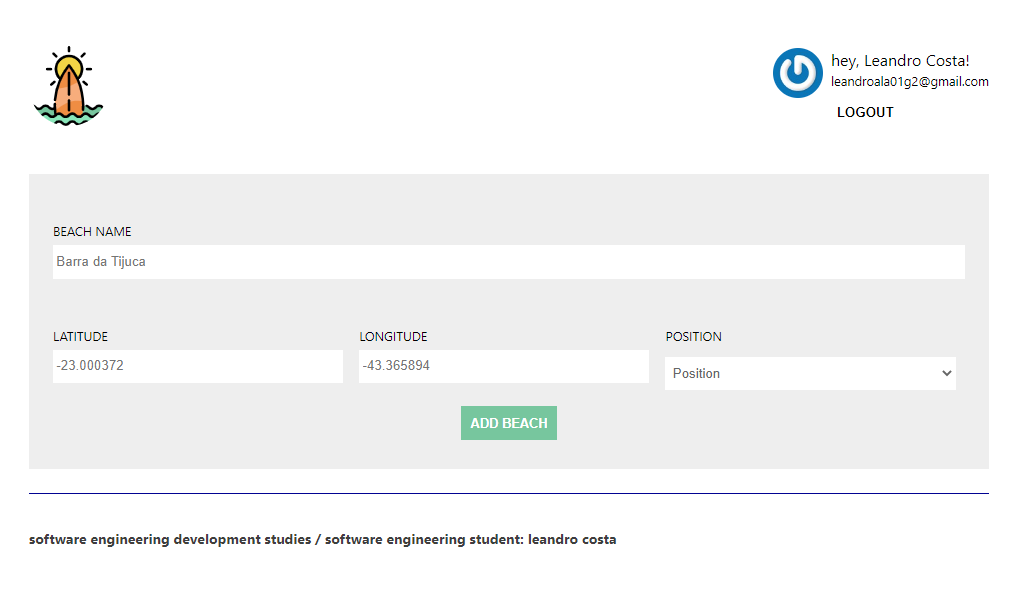 hey, Leandro Costa!
leandroala01g2@gmail.com
LOGOUT
BEACH NAME
Barra da Tijuca
LATITUDE
LONGITUDE
POSITION
-23.000372
-43.365894
Position
ADD BEACH
software engineering development studies / software engineering student: leandro costa